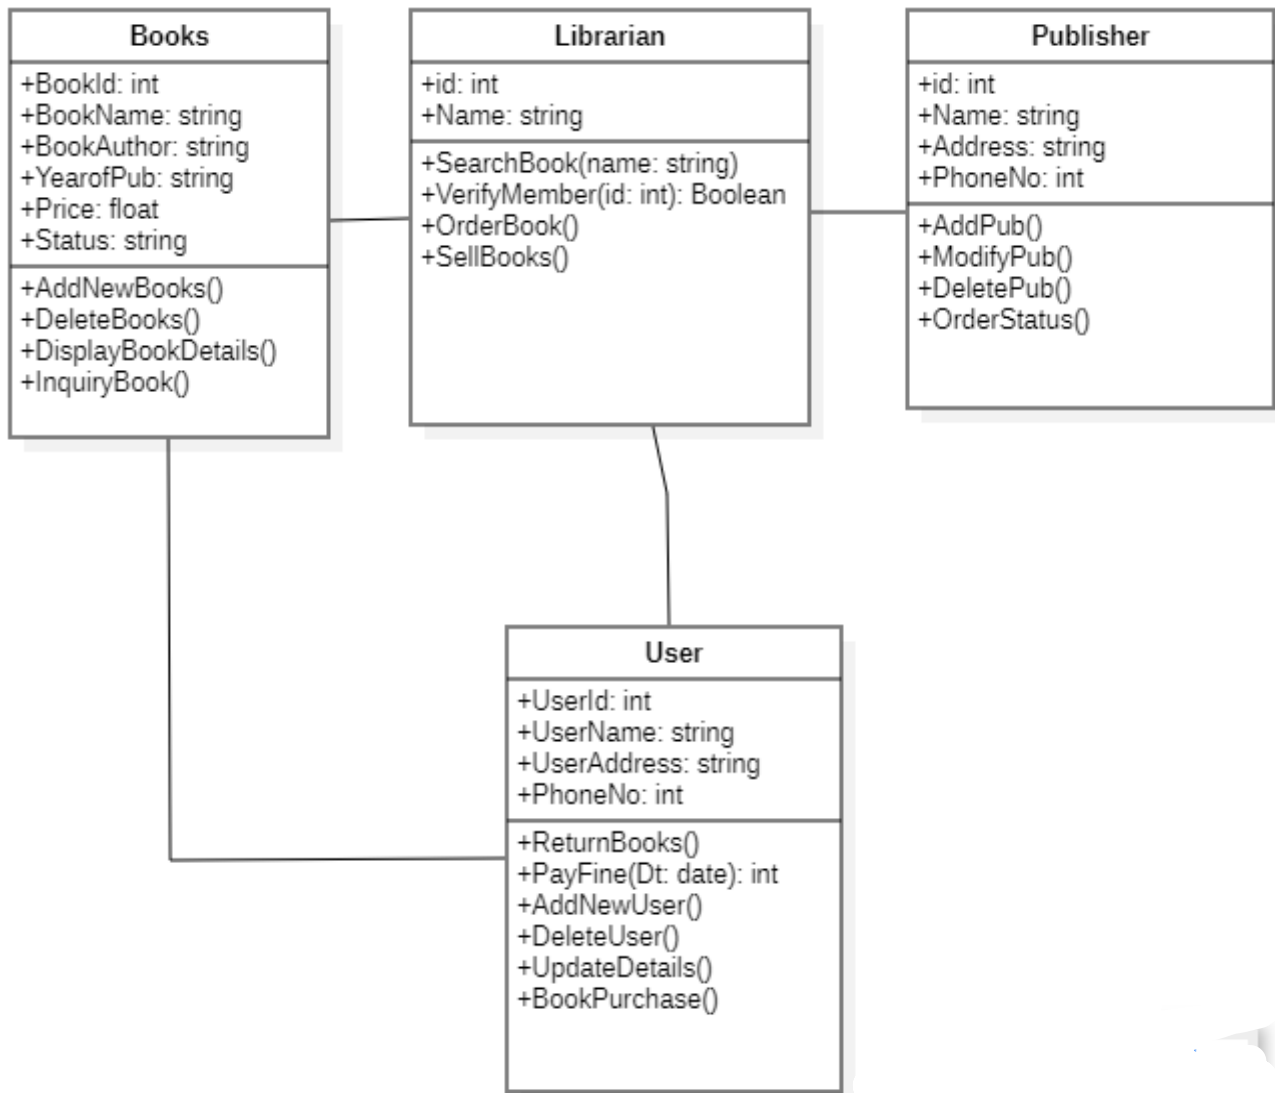 Books
+BookId: int
+BookName: string
+BookAuthor: string
+YearofPub: string
+Price: float
+Status: string
+AddNewBooks()
+DeleteBooks()
+DisplayBookDetails()
+InquiryBook()
Librarian
+id: int
+Name: string
+SearchBook(name: string)
+VerifyMember(id: int): Boolean
+OrderBook()
+SellBooks()
Publisher
+id: int
+Name: string
+Address: string
+PhoneNo: int
+AddPub()
+ModifyPub()
+DeletePub()
+OrderStatus()
User
+UserId: int
+UserName: string
+UserAddress: string
+PhoneNo: int
+ReturnBooks()
+PayFine(Dt: date): int
+AddNewUser()
+DeleteUser()
+UpdateDetails()
+BookPurchase()